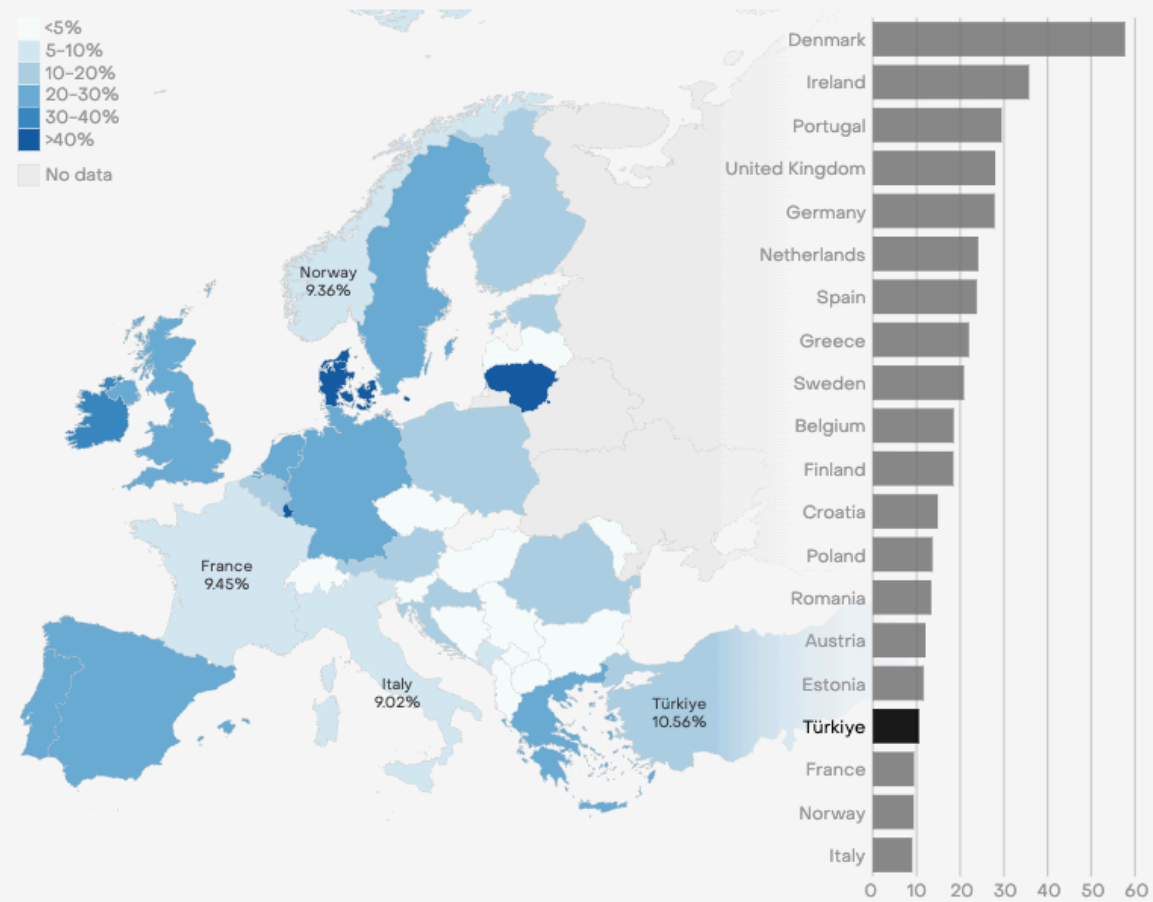 <5%
5–10%
10–20%
20–30%
30–40%
>40%
No data
Norway
9.36%
France
9.45%
Italy
9.02%
Türkiye
10.56%
Denmark
Ireland
Portugal
United Kingdom
Germany
Netherlands
Spain
Greece
Sweden
Belgium
Finland
Croatia
Poland
Romania
Austria
Estonia
Türkiye
France
Norway
Italy
0 10 20 30 40 50 60